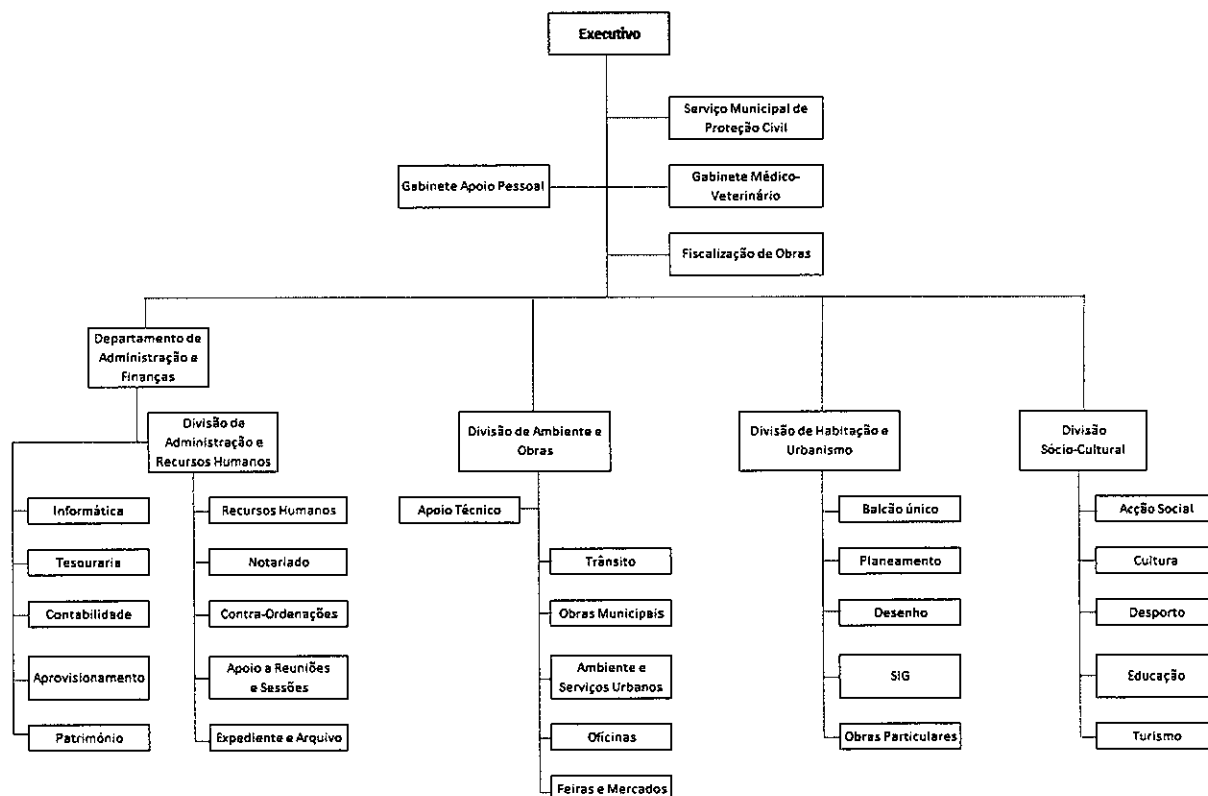 Executivo
Serviço Municipal de
Proteção Civil
Gabinete Apoio Pessoal
Gabinete Médico-
Veterinário
Fiscalização de Obras
Departamento de
Administração e
Finanças
Divisão de
Administração e
Recursos Humanos
Divisão de Ambiente e
Obras
Divisão de Habitação e
Urbanismo
Divisão
Sócio-Cultural
Informática
Tesouraria
Contabilidade
Aprovisionamento
Património
Recursos Humanos
Notariado
Contra-Ordenações
Apoio a Reuniões
e Sessões
Expediente e Arquivo
Apoio Técnico
Trânsito
Obras Municipais
Ambiente e
Serviços Urbanos
Oficinas
Feiras e Mercados
Balcão único
Planeamento
Desenho
SIG
Obras Particulares
Acção Social
Cultura
Desporto
Educação
Turismo